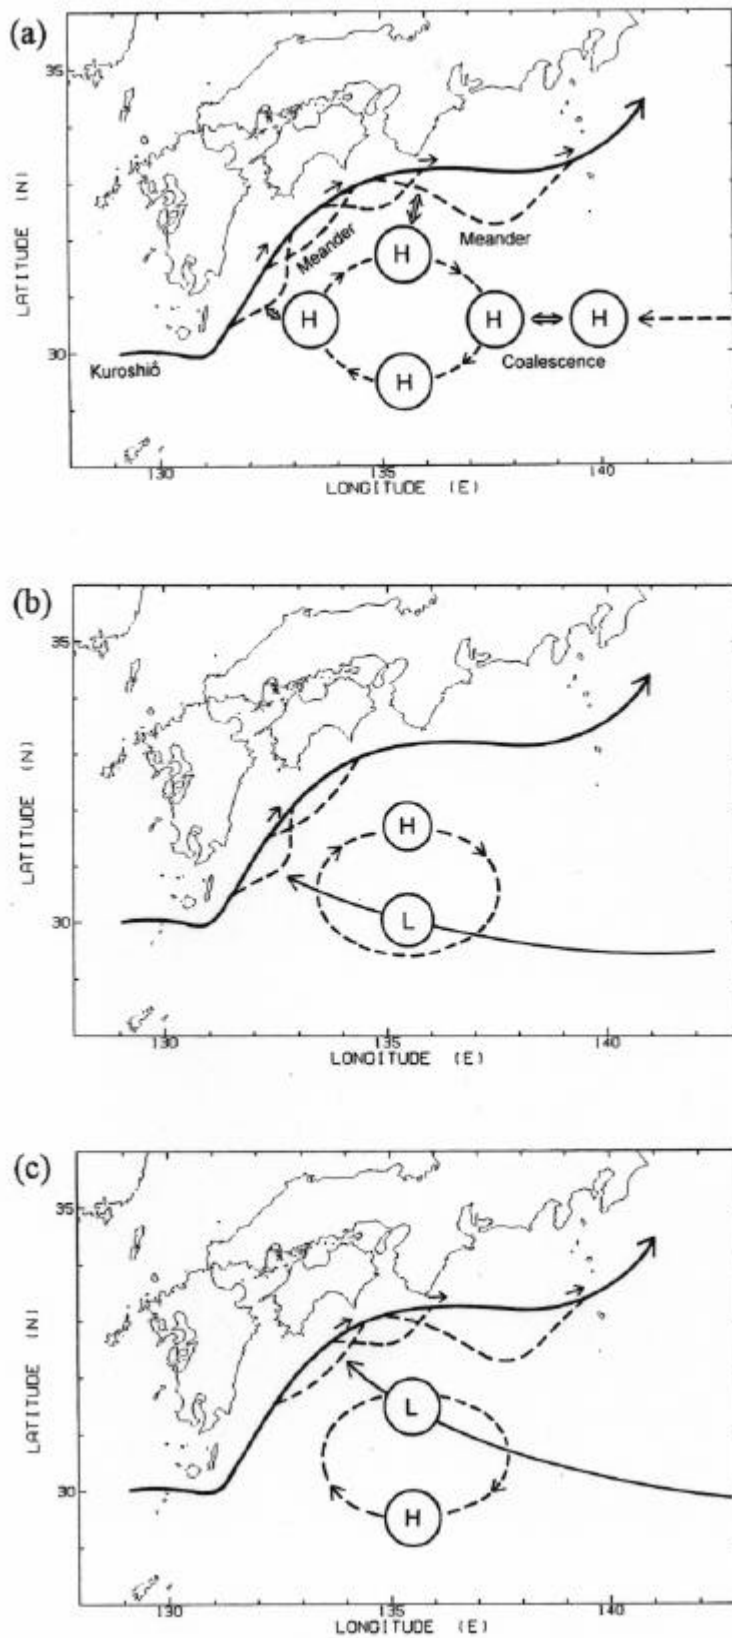 (a)
35
LATITUDE (N)
Meander
Meander
H
H
H
H
Coalescence
30
Kuroshio
H
130
135
140
LONGITUDE (E)
(b)
35
LATITUDE (N)
H
L
30
130
135
140
LONGITUDE (E)
(c)
35
LATITUDE (N)
L
30
H
130
135
140
LONGITUDE (E)